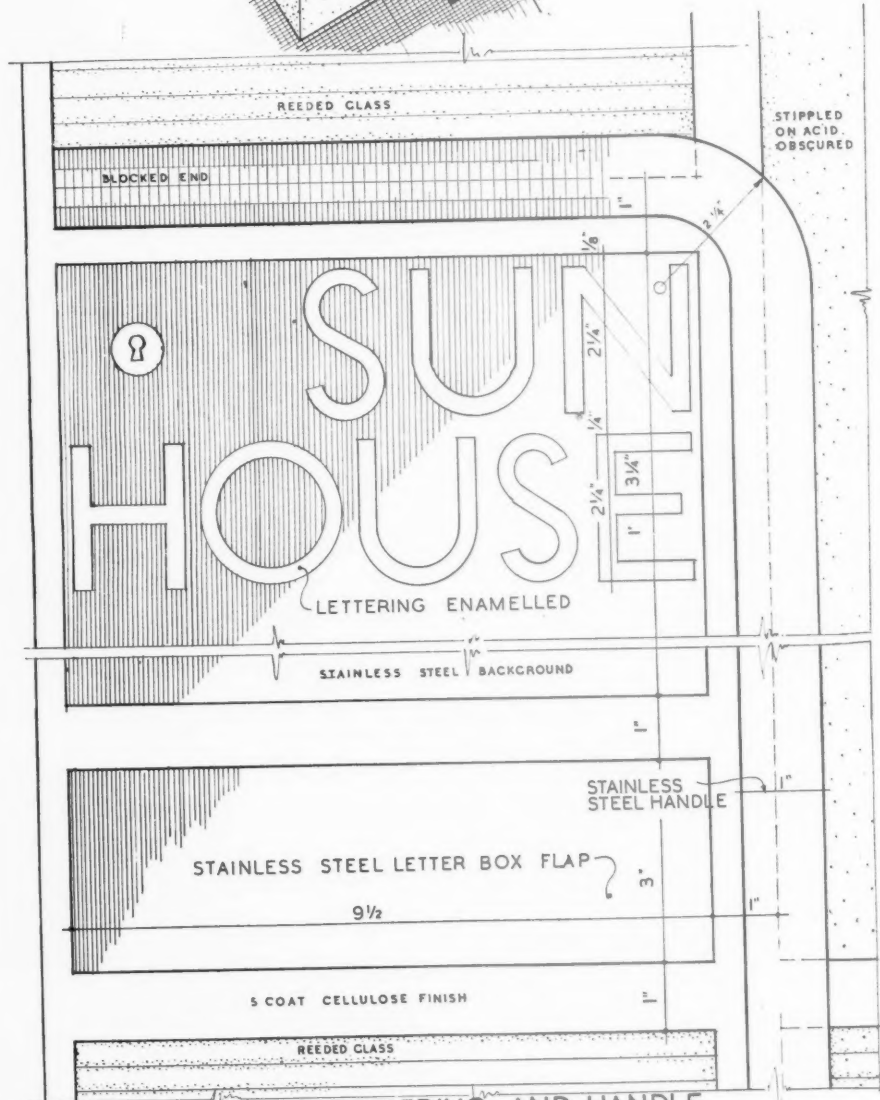 REEDED GLASS
STIPPLED
ON ACID
OBSCURED
BLOCKED END
1"
2 1/4"
1/8"
SUN
2 1/4"
1/4"
HOUSE
3 1/4"
2 1/4"
1"
LETTERING ENAMELLED
STAINLESS STEEL BACKGROUND
1"
STAINLESS
STEEL HANDLE
1"
STAINLESS STEEL LETTER BOX FLAP
3"
9 1/2
1"
5 COAT CELLULOSE FINISH
1"
REEDED GLASS
AND HANDLE